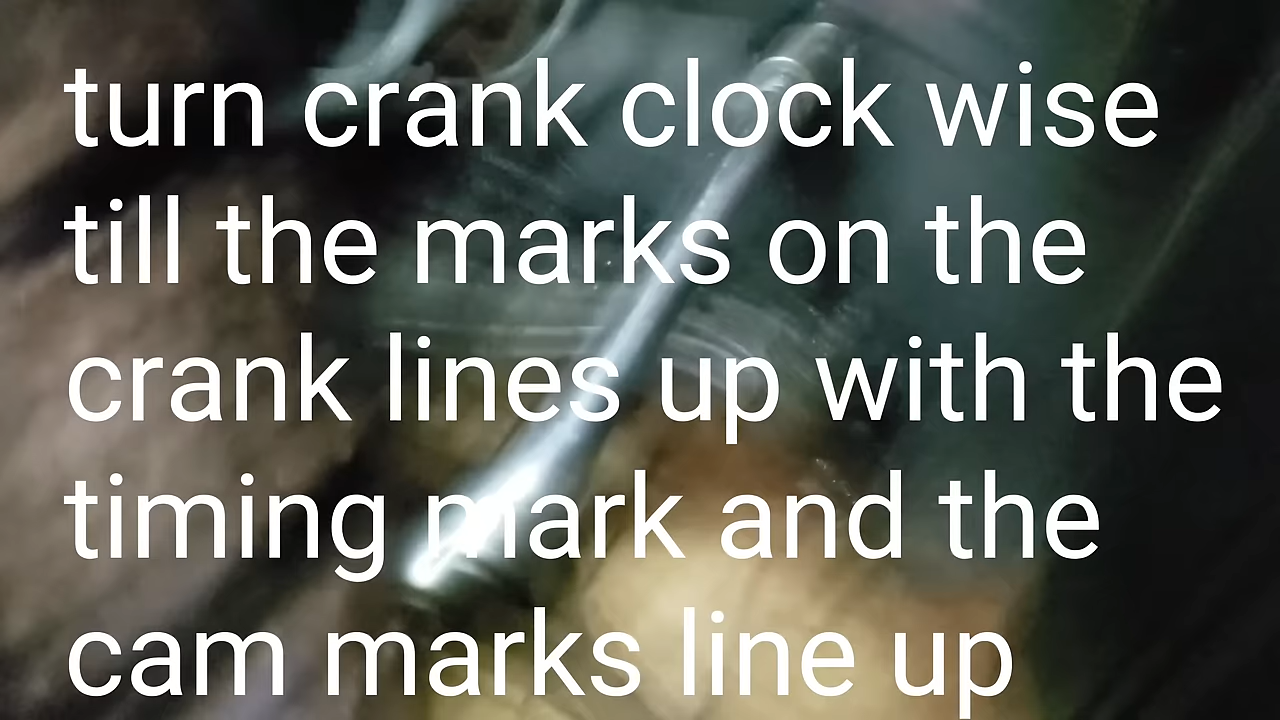 turn crank clock wise
till the marks on the
crank lines up with the
timing mark and the
cam marks line up